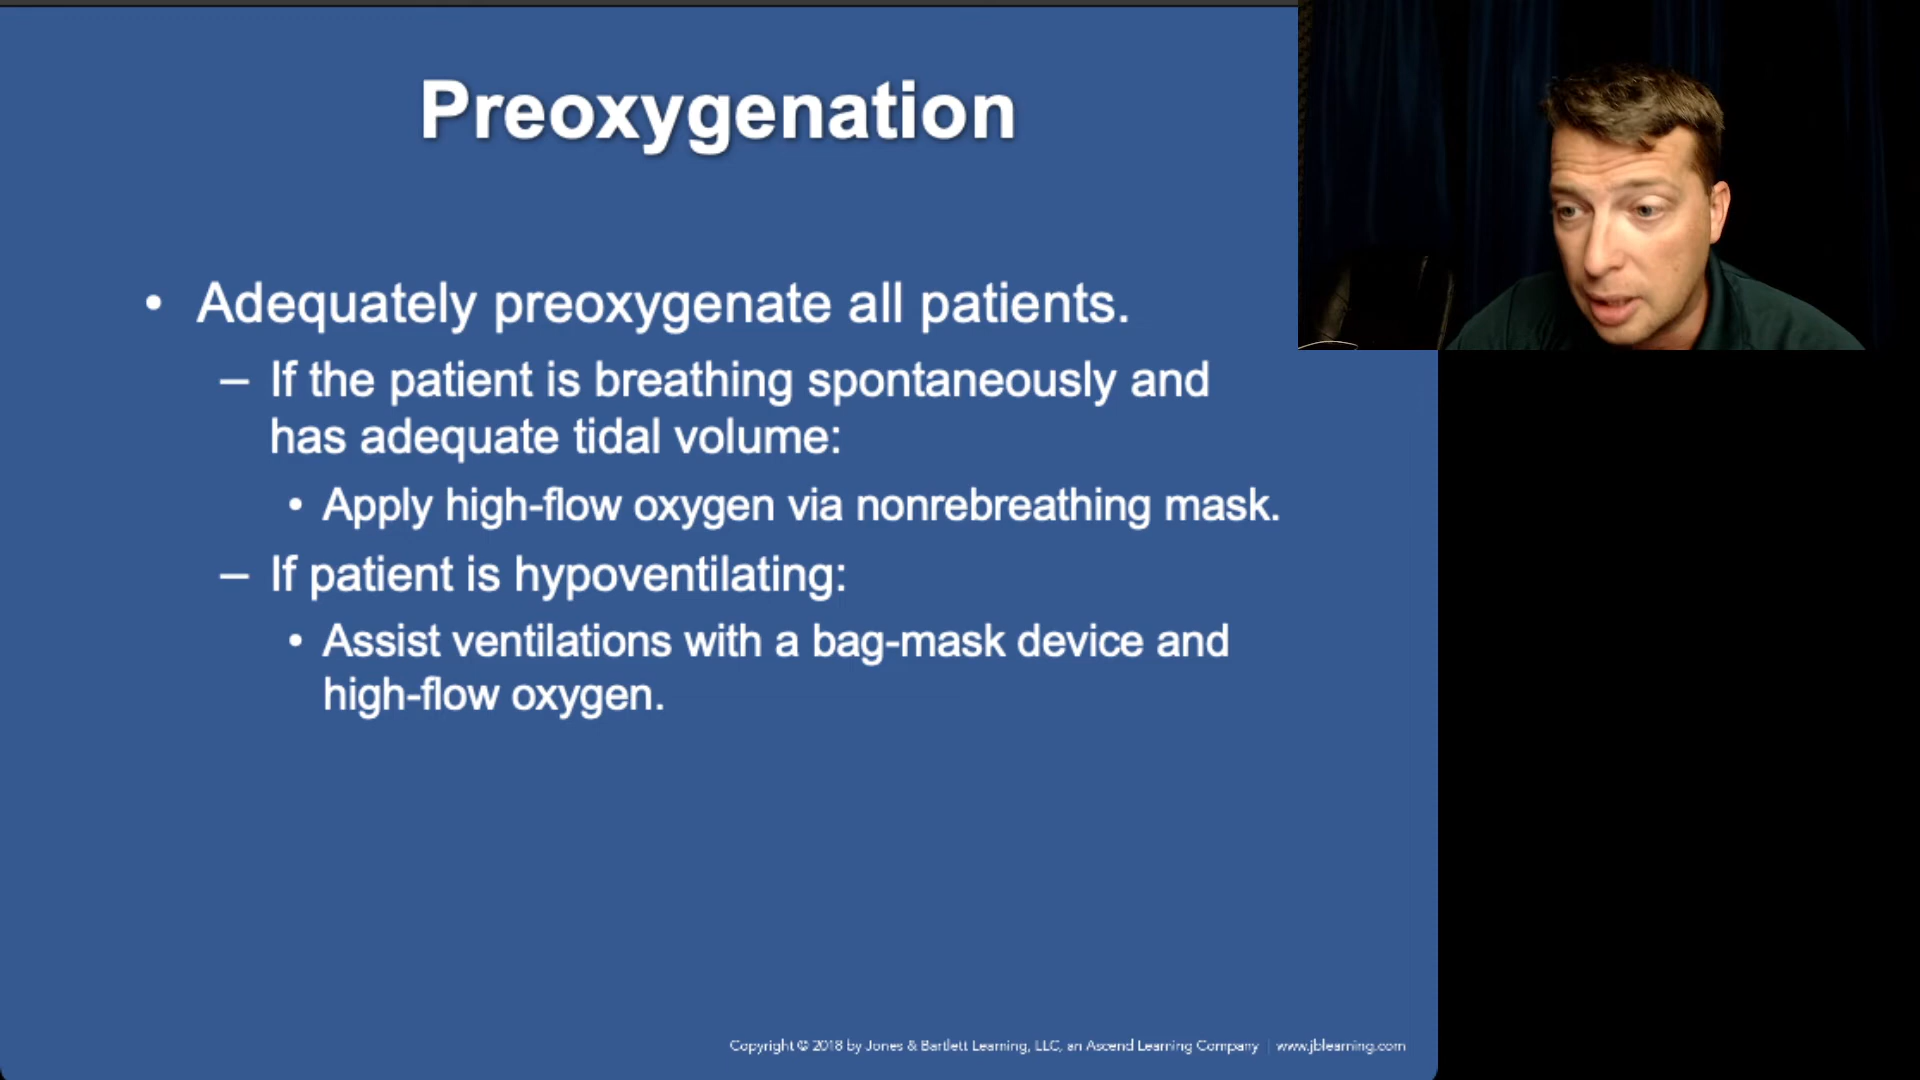 Preoxygenation
• Adequately preoxygenate all patients.
– If the patient is breathing spontaneously and
has adequate tidal volume:
• Apply high-flow oxygen via nonrebreathing mask.
– If patient is hypoventilating:
• Assist ventilations with a bag-mask device and
high-flow oxygen.
Copyright © 2018 by Jones & Bartlett Learning, LLC, an Ascend Learning Company | www.jblearning.com